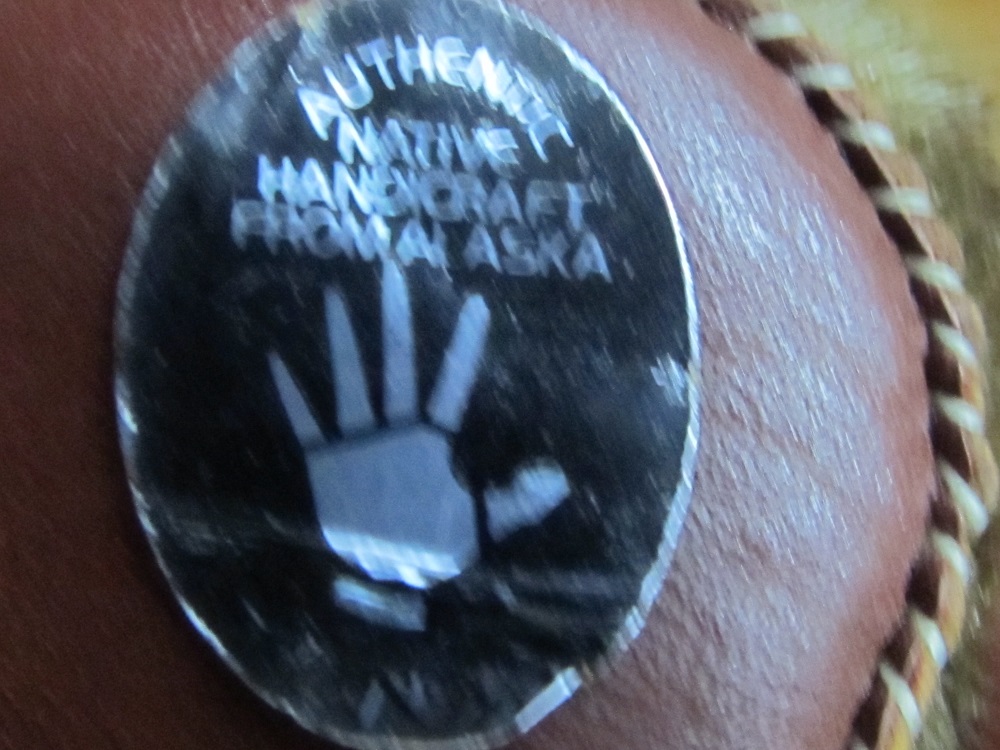 AUTHENTIC
NATIVE
HANDICRAFT
FROM ALASKA